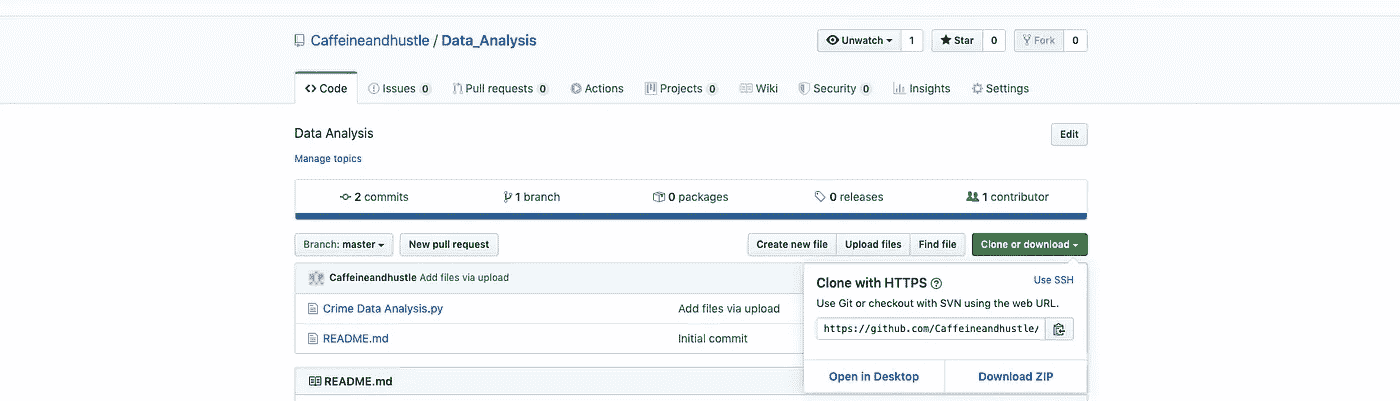 Caffeineandhustle / Data_Analysis
Unwatch 1 Star 0 Fork 0
Code Issues 0 Pull requests 0 Actions Projects 0 Wiki Security 0 Insights Settings
Data Analysis
Edit
Manage topics
2 commits 1 branch 0 packages 0 releases 1 contributor
Branch: master New pull request Create new file Upload files Find file Clone or download
Caffeineandhustle Add files via upload
Clone with HTTPS Use SSH
Use Git or checkout with SVN using the web URL.
Crime Data Analysis.py Add files via upload
https://github.com/Caffeineandhustle/
README.md Initial commit
Open in Desktop Download ZIP
README.md